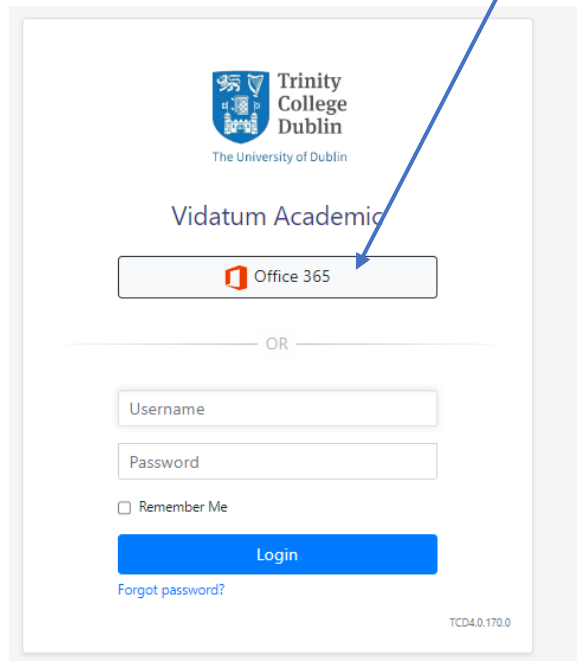 Trinity
College
Dublin
The University of Dublin
Vidatum Academic
Office 365
OR
Username
Password
Remember Me
Login
Forgot password?
TCD4.0.170.0